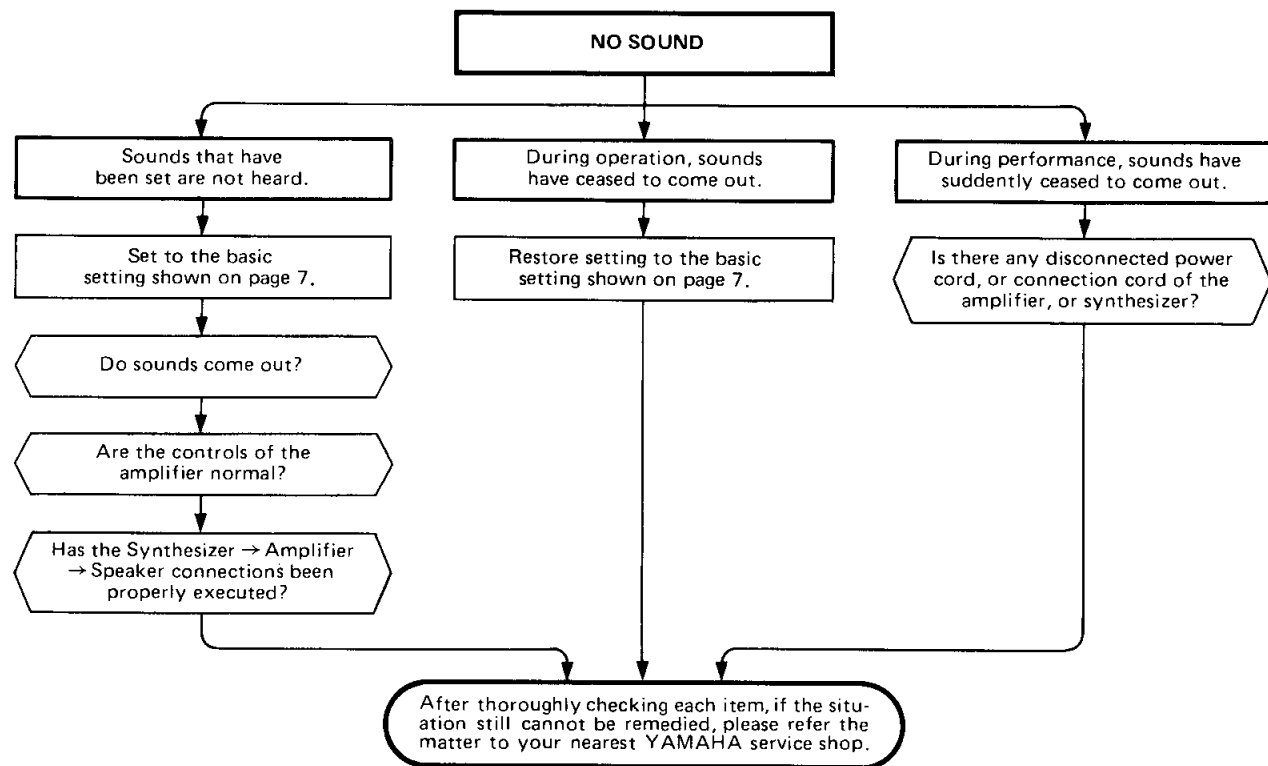 NO SOUND
Sounds that have
been set are not heard.
During operation, sounds
have ceased to come out.
During performance, sounds have
suddently ceased to come out.
Set to the basic
setting shown on page 7.
Restore setting to the basic
setting shown on page 7.
Is there any disconnected power
cord, or connection cord of the
amplifier, or synthesizer?
Do sounds come out?
Are the controls of the
amplifier normal?
Has the Synthesizer → Amplifier
→ Speaker connections been
properly executed?
After thoroughly checking each item, if the situ-
ation still cannot be remedied, please refer the
matter to your nearest YAMAHA service shop.